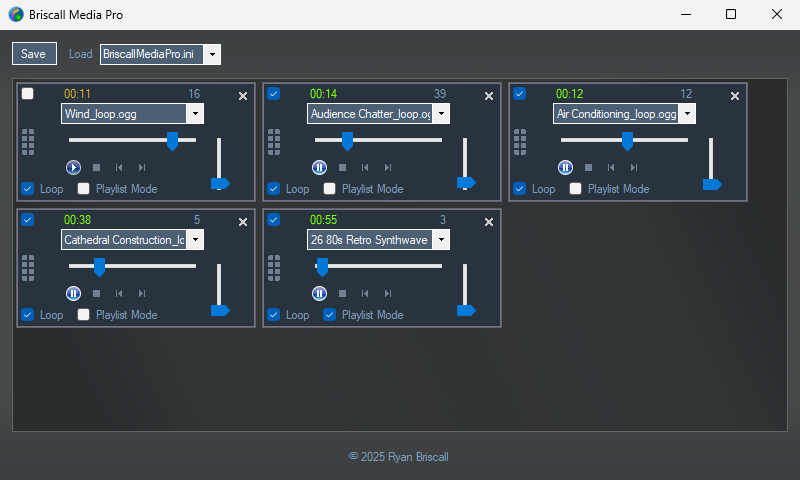 Briscall Media Pro
Save Load BriscallMediaPro.ini
00:11 16
Wind_loop.ogg
Loop Playlist Mode
00:14 39
Audience Chatter_loop.og
Loop Playlist Mode
00:12 12
Air Conditioning_loop.ogg
Loop Playlist Mode
00:38 5
Cathedral Construction_lo
Loop Playlist Mode
00:55 3
26 80s Retro Synthwave
Loop Playlist Mode
© 2025 Ryan Briscall